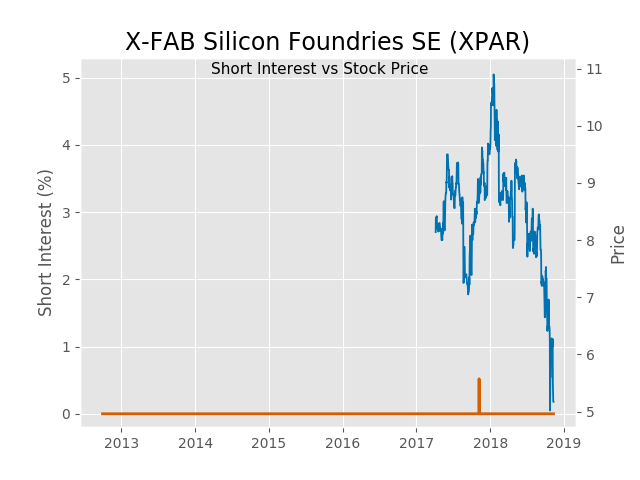 X-FAB Silicon Foundries SE (XPAR)
Short Interest vs Stock Price
Short Interest (%)
5
4
3
2
1
0
11
10
9
8
7
6
5
Price
2013 2014 2015 2016 2017 2018 2019